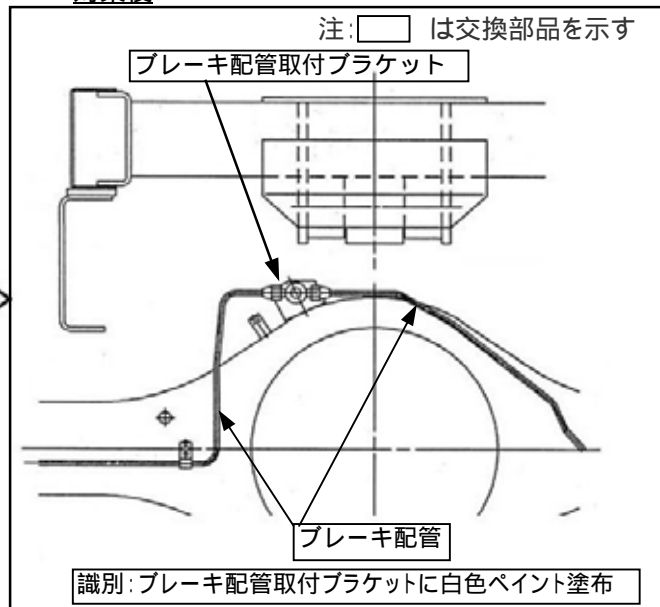 注: は交換部品を示す
ブレーキ配管取付ブラケット
ブレーキ配管
識別:ブレーキ配管取付ブラケットに白色ペイント塗布